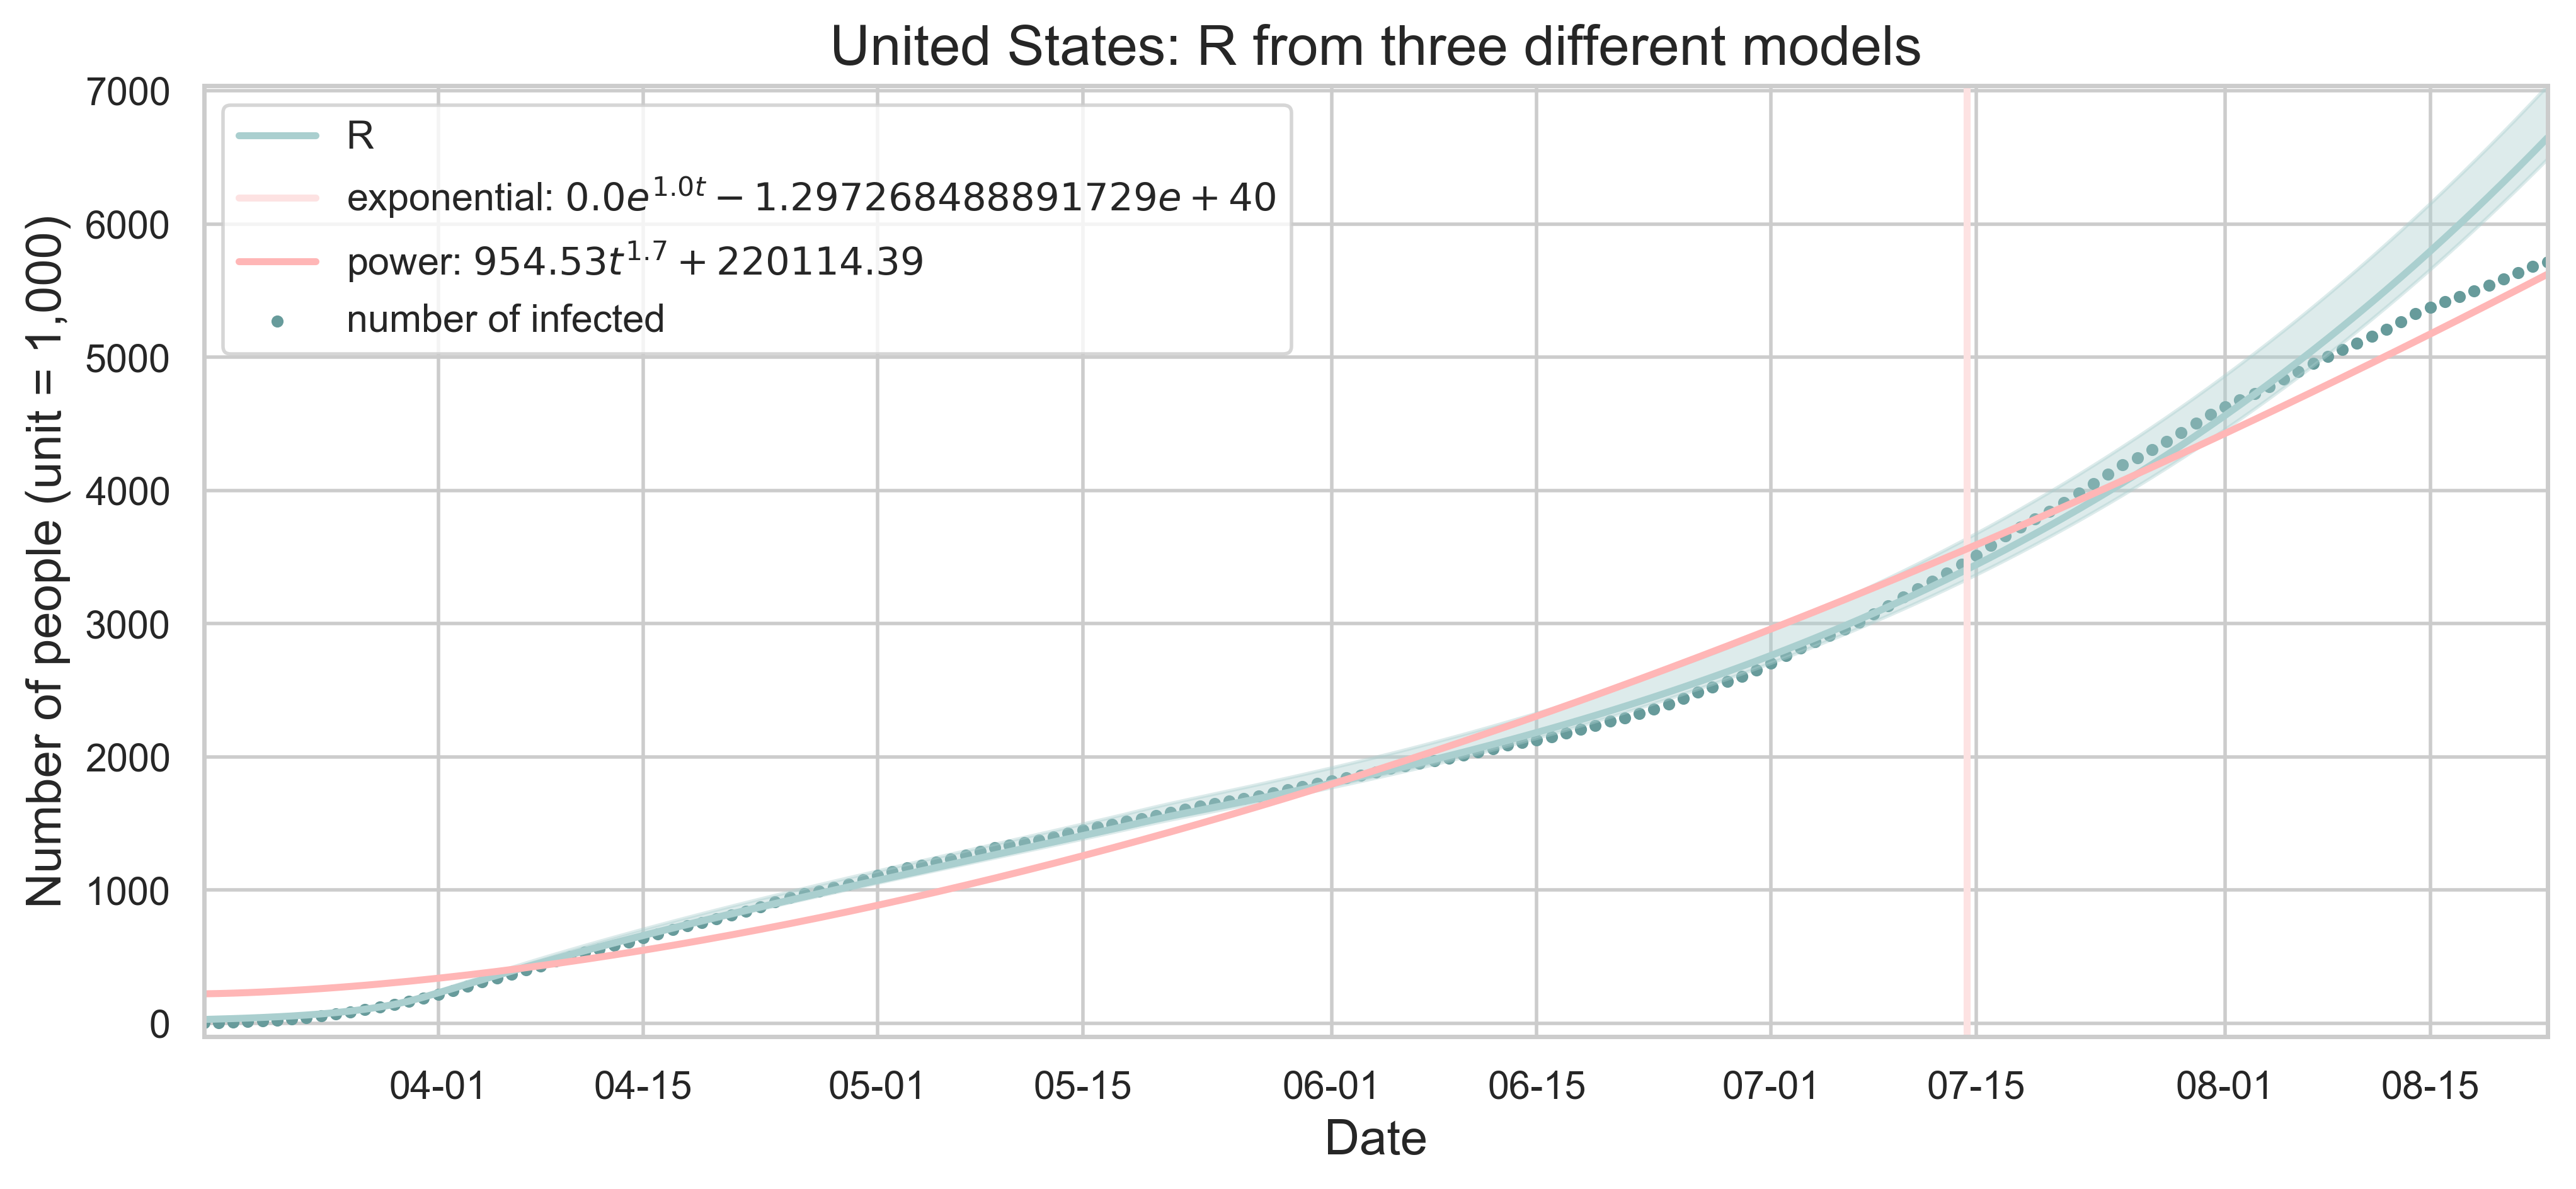 United States: R from three different models
7000
6000
5000
4000
3000
2000
1000
0
Number of people (unit = 1,000)
R
exponential: 0.0e^{1.0t} − 1.2972684888891729e + 40
power: 954.53t^{1.7} + 220114.39
number of infected
04-01 04-15 05-01 05-15 06-01 06-15 07-01 07-15 08-01 08-15
Date